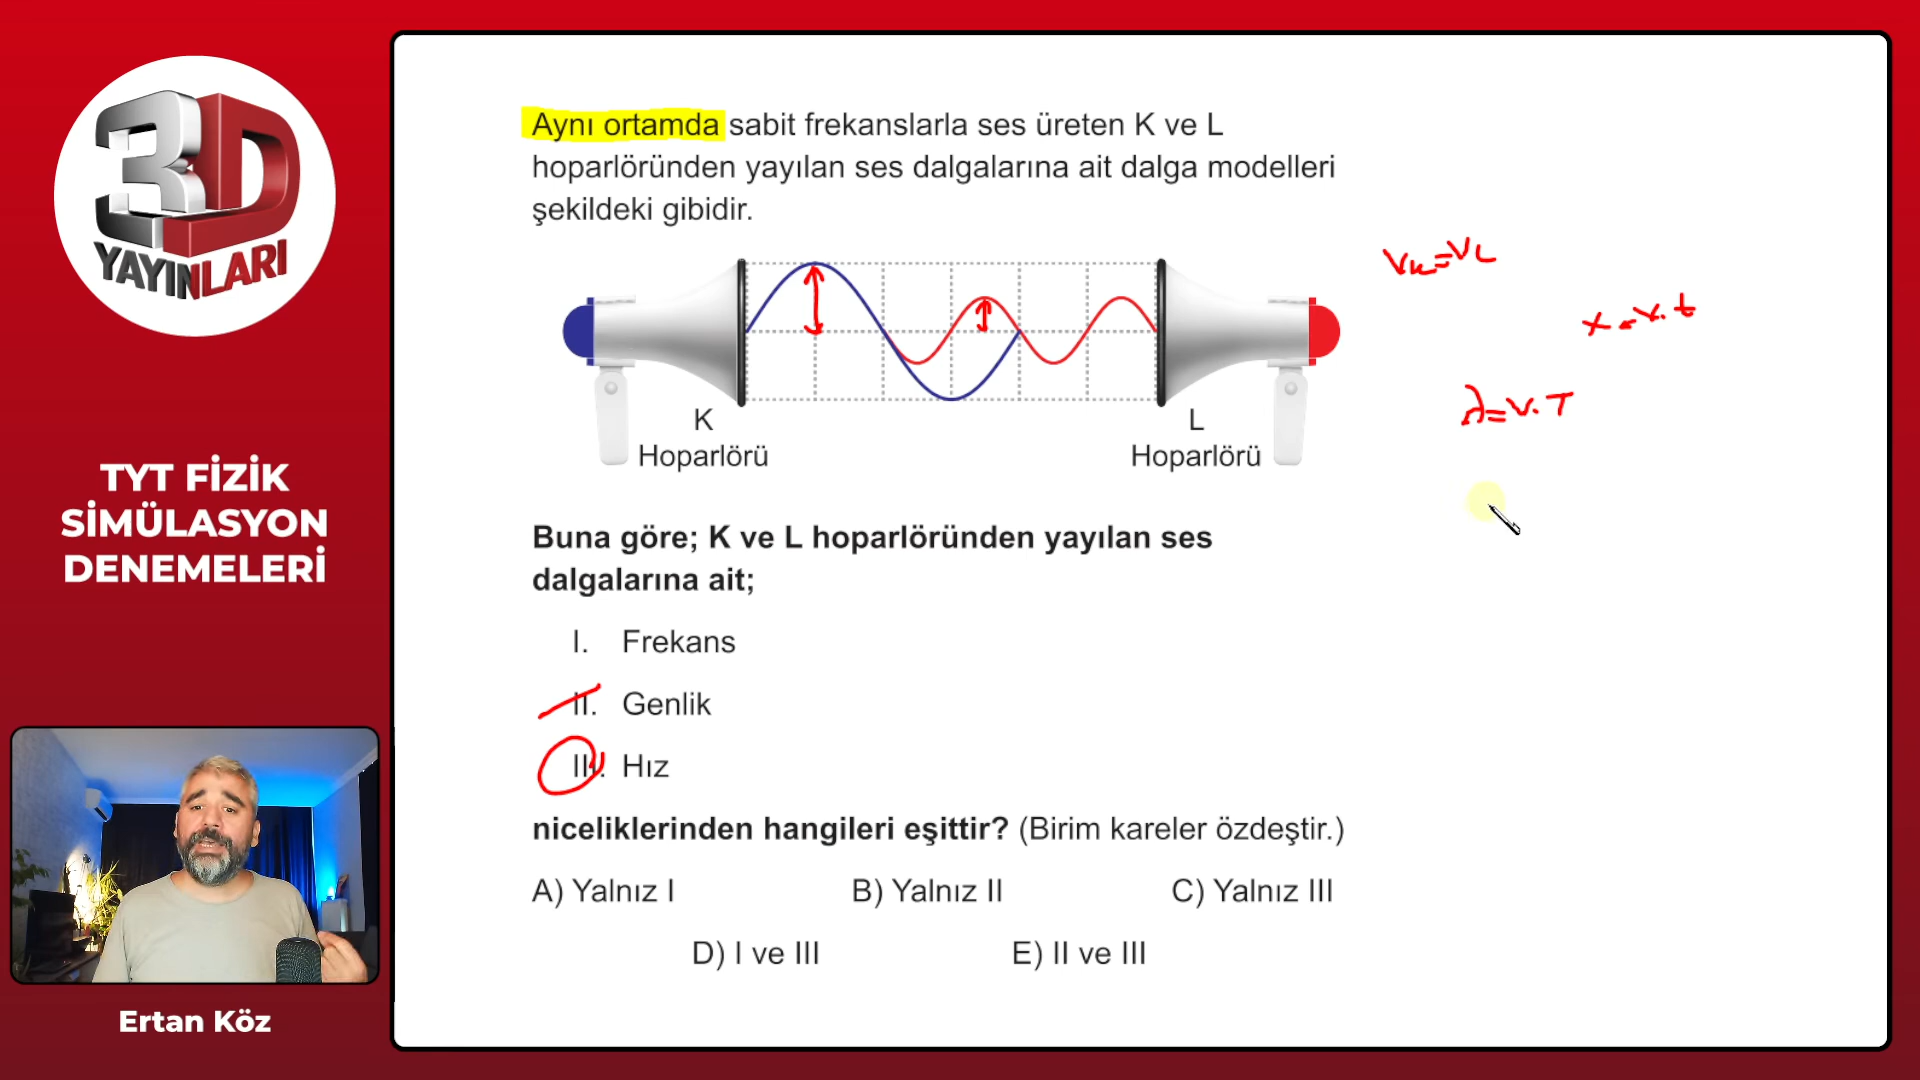 3D
YAYINLARI
TYT FİZİK
SİMÜLASYON
DENEMELERİ
Ertan Köz
Aynı ortamda sabit frekanslarla ses üreten K ve L
hoparlöründen yayılan ses dalgalarına ait dalga modelleri
şekildeki gibidir.
K
Hoparlörü
L
Hoparlörü
VK=VL
x=v.t
λ=v.T
Buna göre; K ve L hoparlöründen yayılan ses
dalgalarına ait;
I. Frekans
II. Genlik
III. Hız
niceliklerinden hangileri eşittir? (Birim kareler özdeştir.)
A) Yalnız I B) Yalnız II C) Yalnız III
D) I ve III E) II ve III